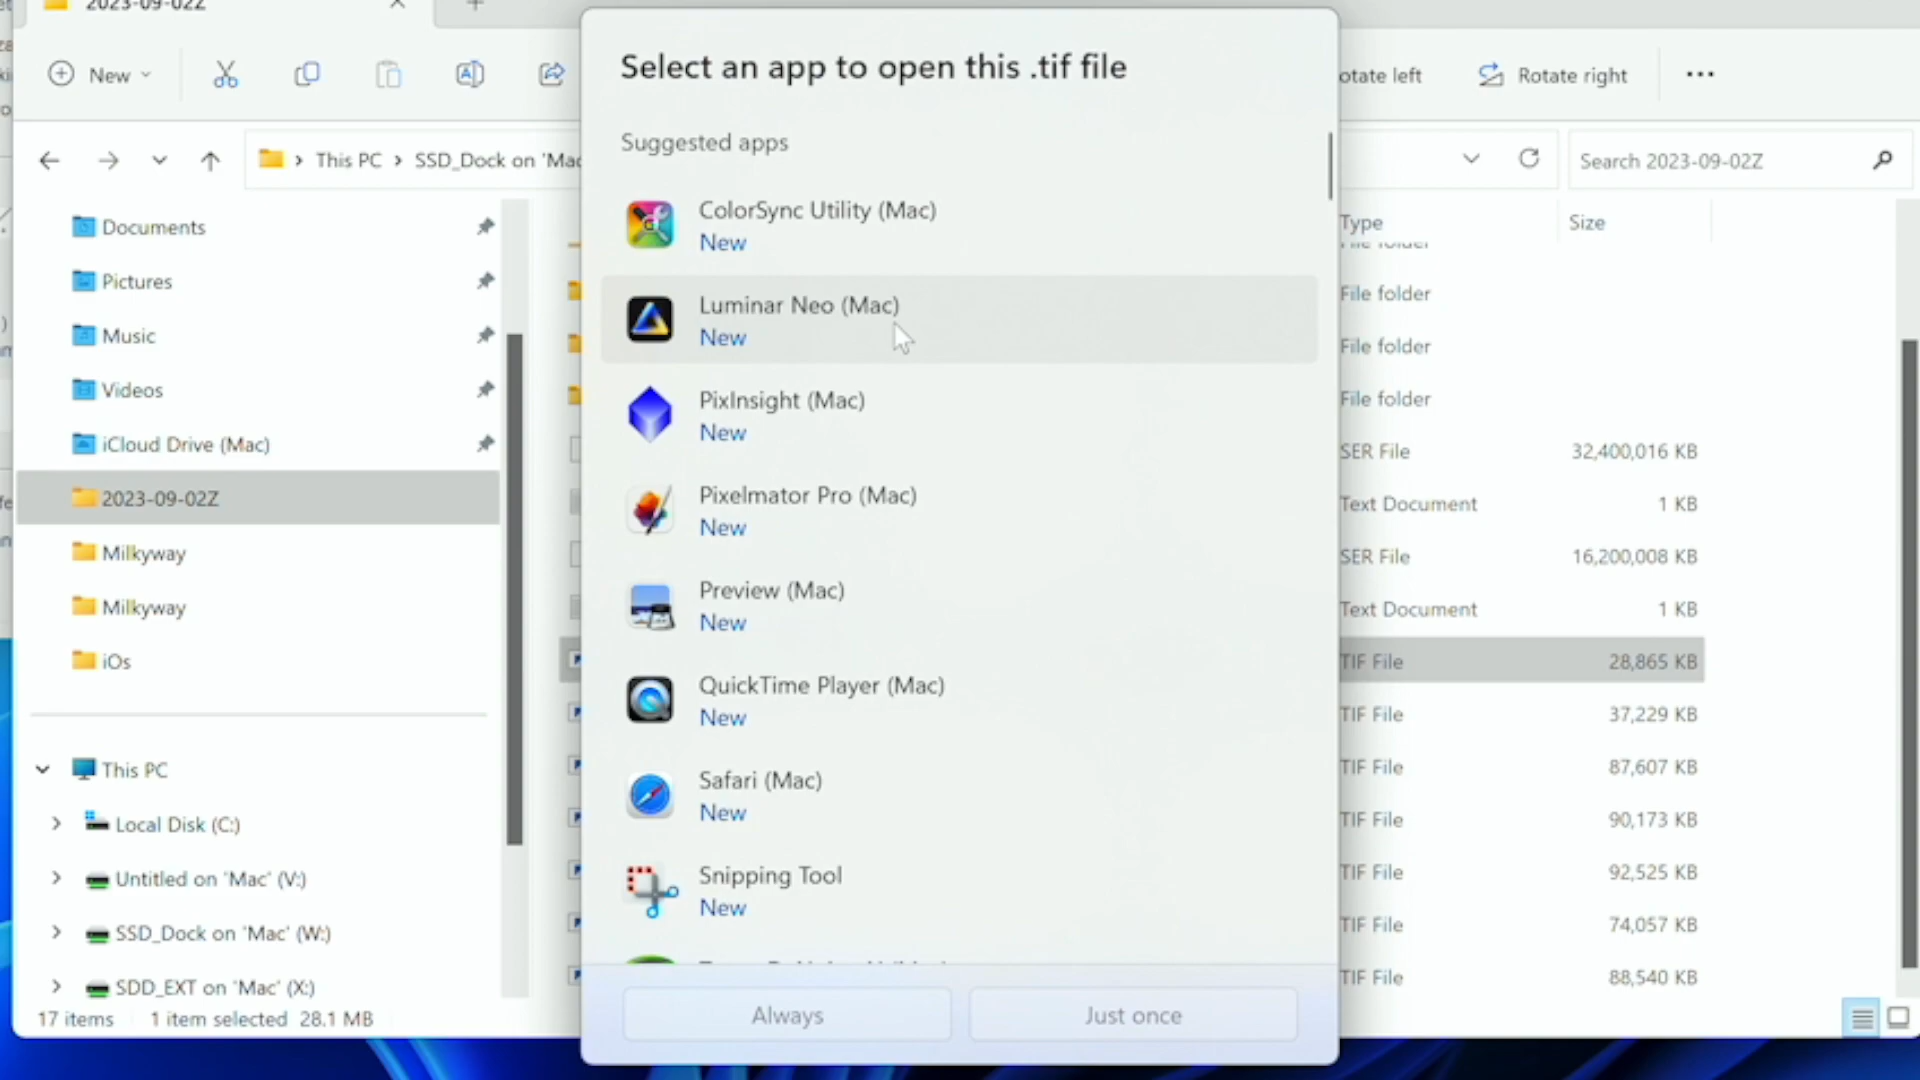 2023-09-02Z
New
Documents
Pictures
Music
Videos
iCloud Drive (Mac)
2023-09-02Z
Milkyway
Milkyway
iOs
This PC
Local Disk (C:)
Untitled on 'Mac' (V:)
SSD_Dock on 'Mac' (W:)
SDD_EXT on 'Mac' (X:)
17 items 1 item selected 28.1 MB
This PC > SSD_Dock on 'Mac
Select an app to open this .tif file
Suggested apps
ColorSync Utility (Mac)
New
Luminar Neo (Mac)
New
PixInsight (Mac)
New
Pixelmator Pro (Mac)
New
Preview (Mac)
New
QuickTime Player (Mac)
New
Safari (Mac)
New
Snipping Tool
New
Always Just once
otate left Rotate right
Search 2023-09-02Z
Type Size
File folder
File folder
File folder
File folder
SER File 32,400,016 KB
Text Document 1 KB
SER File 16,200,008 KB
Text Document 1 KB
TIF File 28,865 KB
TIF File 37,229 KB
TIF File 87,607 KB
TIF File 90,173 KB
TIF File 92,525 KB
TIF File 74,057 KB
TIF File 88,540 KB